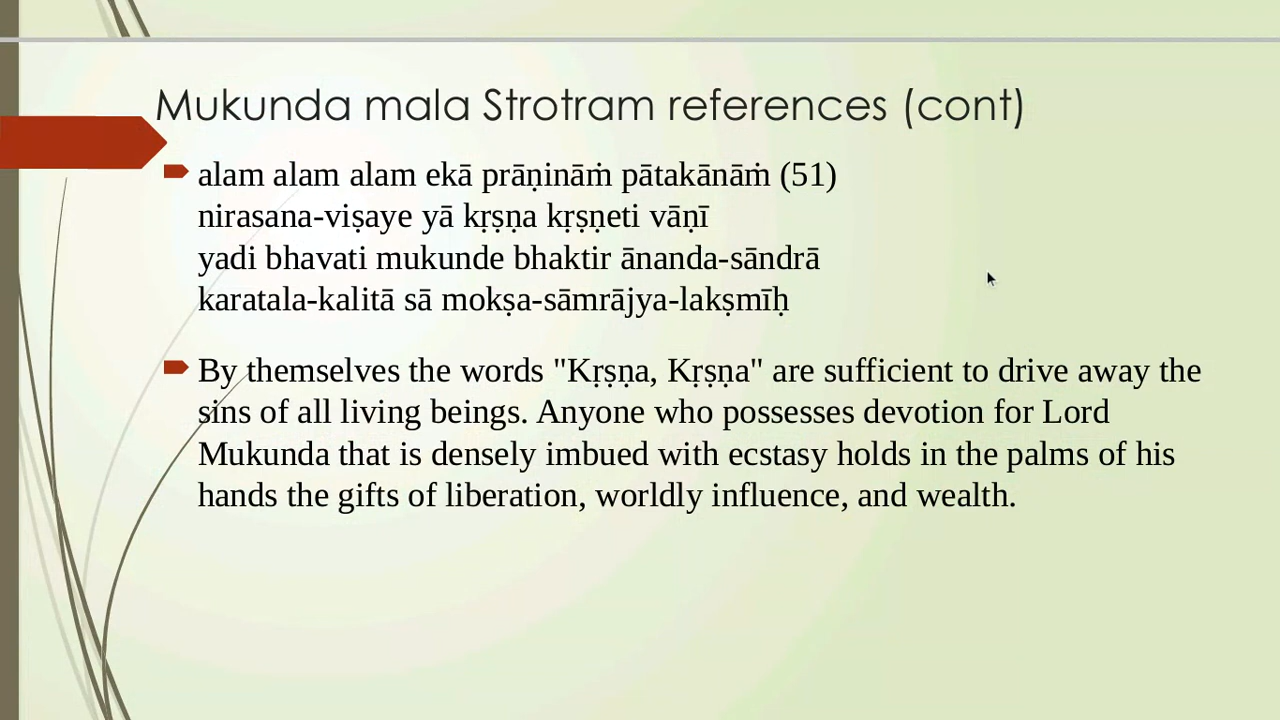 Mukunda mala Strotram references (cont)
alam alam alam ekā prāṇināṁ pātakānāṁ (51)
nirasana-viṣaye yā kṛṣṇa kṛṣṇeti vāṇī
yadi bhavati mukunde bhaktir ānanda-sāndrā
karatala-kalitā sā mokṣa-sāmrājya-lakṣmīḥ
By themselves the words "Kṛṣṇa, Kṛṣṇa" are sufficient to drive away the
sins of all living beings. Anyone who possesses devotion for Lord
Mukunda that is densely imbued with ecstasy holds in the palms of his
hands the gifts of liberation, worldly influence, and wealth.